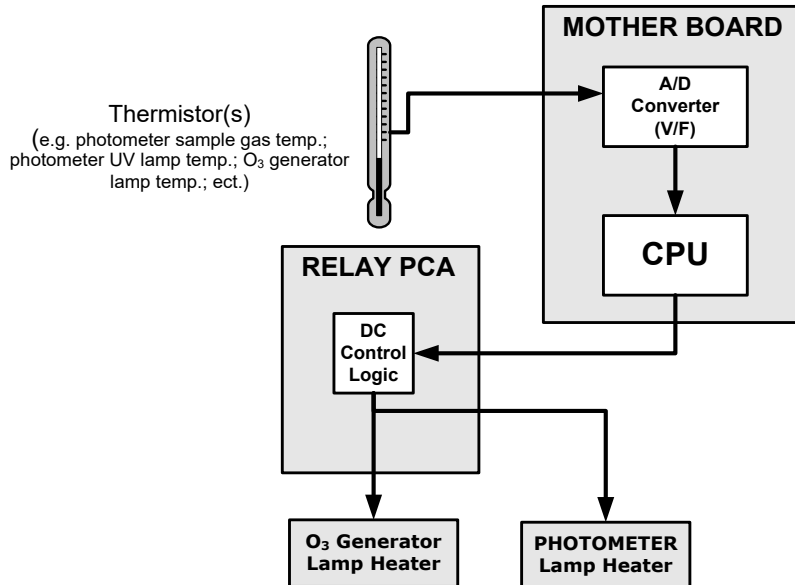 MOTHER BOARD
A/D
Converter
(V/F)
Thermistor(s)
(e.g. photometer sample gas temp.;
photometer UV lamp temp.; O₃ generator
lamp temp.; ect.)
CPU
RELAY PCA
DC
Control
Logic
O₃ Generator
Lamp Heater
PHOTOMETER
Lamp Heater